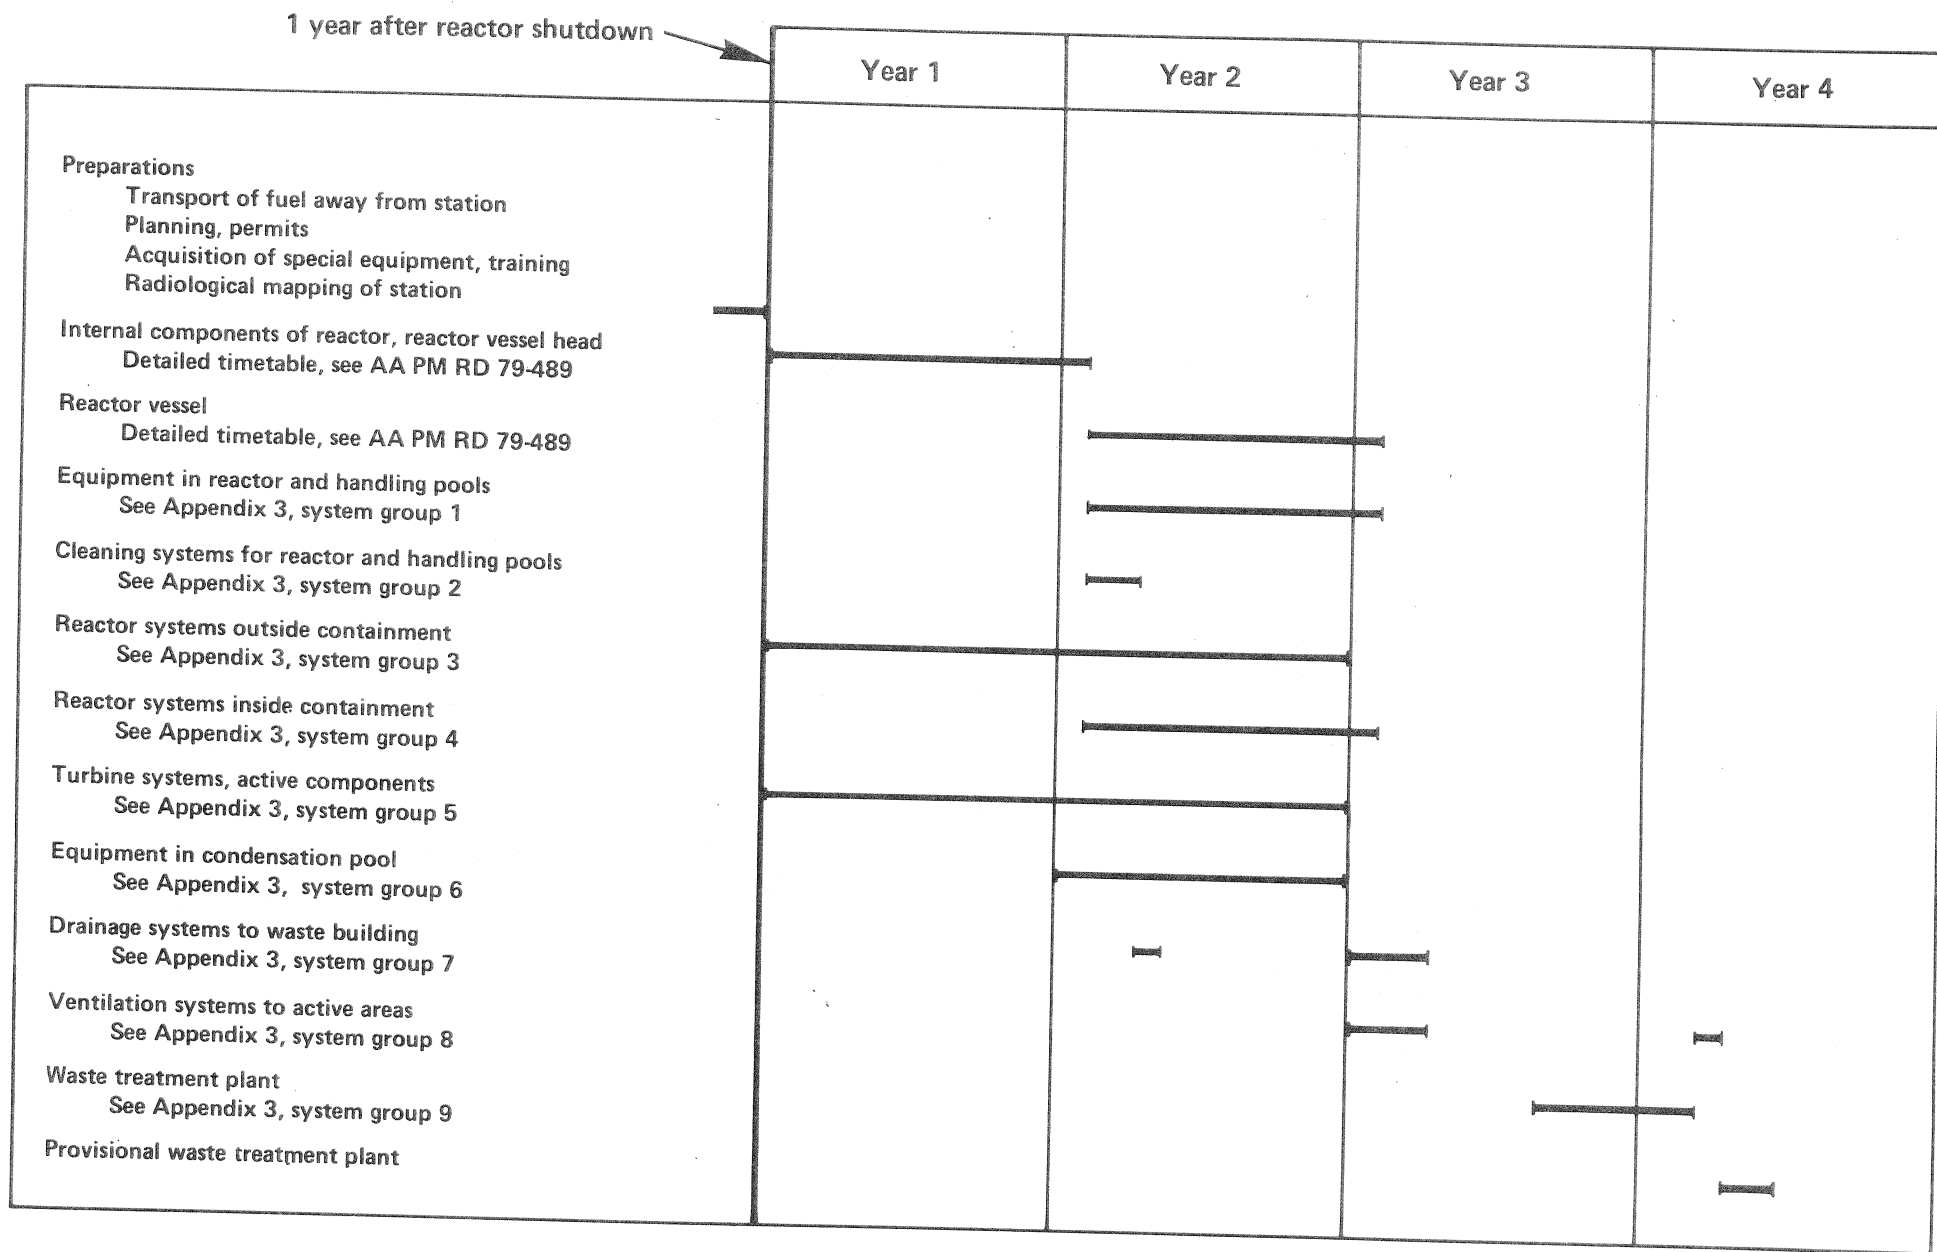 1 year after reactor shutdown
Year 1
Year 2
Year 3
Year 4
Preparations
Transport of fuel away from station
Planning, permits
Acquisition of special equipment, training
Radiological mapping of station
Internal components of reactor, reactor vessel head
Detailed timetable, see AA PM RD 79-489
Reactor vessel
Detailed timetable, see AA PM RD 79-489
Equipment in reactor and handling pools
See Appendix 3, system group 1
Cleaning systems for reactor and handling pools
See Appendix 3, system group 2
Reactor systems outside containment
See Appendix 3, system group 3
Reactor systems inside containment
See Appendix 3, system group 4
Turbine systems, active components
See Appendix 3, system group 5
Equipment in condensation pool
See Appendix 3, system group 6
Drainage systems to waste building
See Appendix 3, system group 7
Ventilation systems to active areas
See Appendix 3, system group 8
Waste treatment plant
See Appendix 3, system group 9
Provisional waste treatment plant